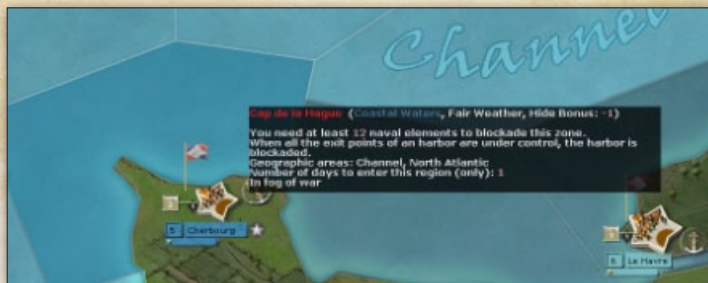 Channel
Cap de la Hague (Coastal Waters, Fair Weather, Hide Bonus: -1)
You need at least 12 naval elements to blockade this zone.
When all the exit points of an harbor are under control, the harbor is
blockaded.
Geographic areas: Channel, North Atlantic
Number of days to enter this region (only): 1
In fog of war
5 Cherbourg
6 Le Havre